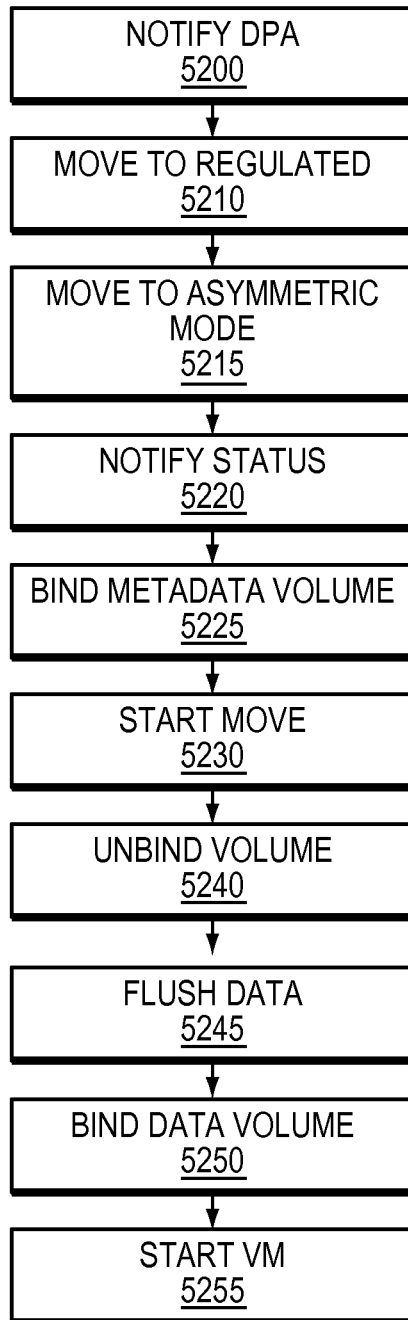 NOTIFY DPA
5200
MOVE TO REGULATED
5210
MOVE TO ASYMMETRIC
MODE
5215
NOTIFY STATUS
5220
BIND METADATA VOLUME
5225
START MOVE
5230
UNBIND VOLUME
5240
FLUSH DATA
5245
BIND DATA VOLUME
5250
START VM
5255